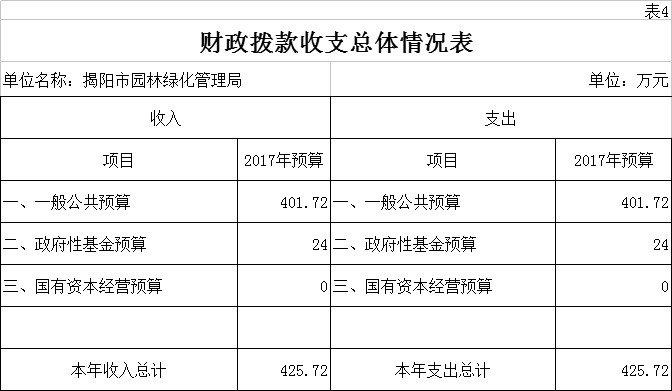 表4
财政拨款收支总体情况表
单位名称：揭阳市园林绿化管理局 单位：万元
收入 支出
项目 2017年预算 项目 2017年预算
一、一般公共预算 401.72 一、一般公共预算 401.72
二、政府性基金预算 24 二、政府性基金预算 24
三、国有资本经营预算 0 三、国有资本经营预算 0
本年收入总计 425.72 本年支出总计 425.72